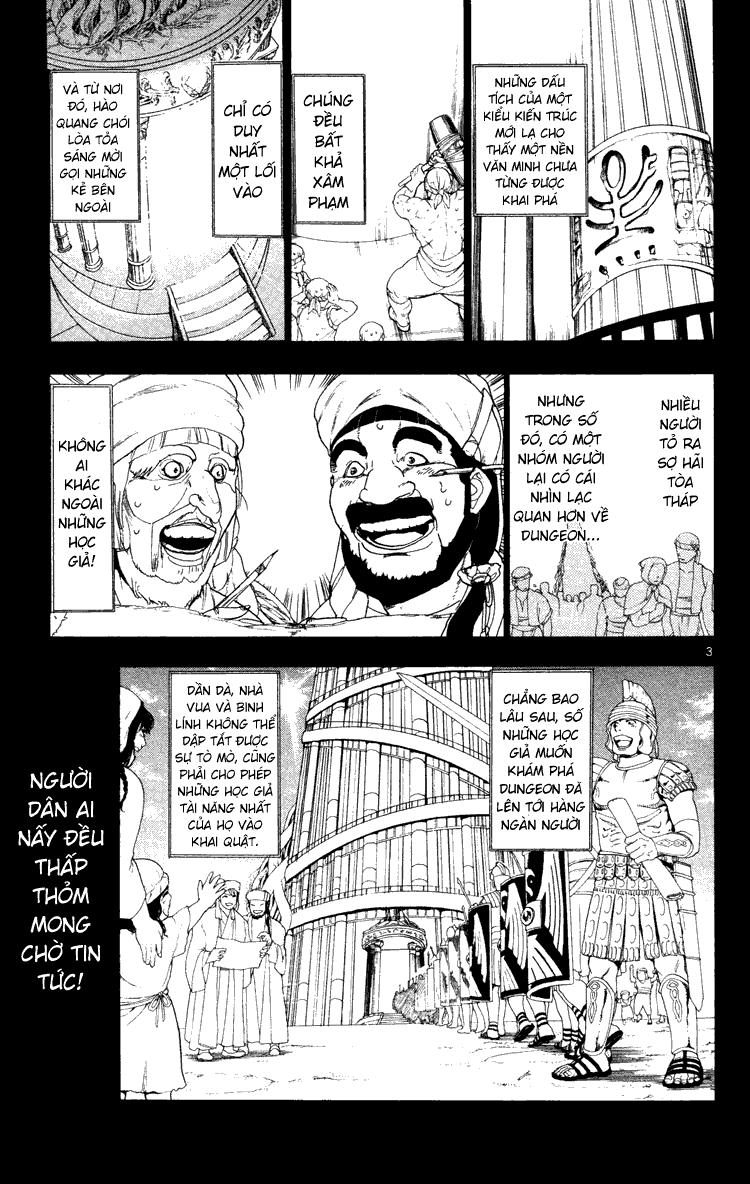 NHỮNG DẤU
TÍCH CỦA MỘT
KIỂU KIẾN TRÚC
MỚI LẠ CHO
THẤY MỘT NỀN
VĂN MINH CHƯA
TỪNG ĐƯỢC
KHAI PHÁ
CHÚNG
ĐỀU
BẤT
KHẢ
XÂM
PHẠM
CHỈ CÓ
DUY
NHẤT
MỘT LỐI
VÀO
VÀ TỪ NƠI
ĐÓ, HÀO
QUANG CHÓI
LÒA TỎA
SÁNG MỜI
GỌI NHỮNG
KẺ BÊN
NGOÀI
NHIỀU
NGƯỜI
TỎ RA
SỢ HÃI
TÒA
THÁP
NHƯNG
TRONG SỐ
ĐÓ, CÓ MỘT
NHÓM NGƯỜI
LẠI CÓ CÁI
NHÌN LẠC
QUAN HƠN VỀ
DUNGEON...
KHÔNG
AI
KHÁC
NGOÀI
NHỮNG
HỌC
GIẢ!
3
CHẲNG BAO
LÂU SAU, SỐ
NHỮNG HỌC
GIẢ MUỐN
KHÁM PHÁ
DUNGEON ĐÃ
LÊN TỚI HÀNG
NGÀN NGƯỜI
DẦN DÀ, NHÀ
VUA VÀ BINH
LÍNH KHÔNG THỂ
DẬP TẮT ĐƯỢC
SỰ TÒ MÒ, CŨNG
PHẢI CHO PHÉP
NHỮNG HỌC GIẢ
TÀI NĂNG NHẤT
CỦA HỌ VÀO
KHAI QUẬT.
NGƯỜI
DÂN AI
NẤY ĐỀU
THẤP
THỎM
MONG
CHỜ TIN
TỨC!